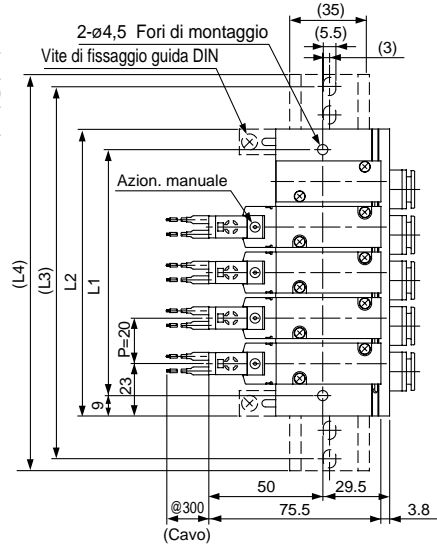 (35)
2-ø4,5 Fori di montaggio
(5.5)
Vite di fissaggio guida DIN
(3)
Azion. manuale
(L4)
(L3)
L2
L1
P=20
23
9
50
29.5
@300
75.5
3.8
(Cavo)